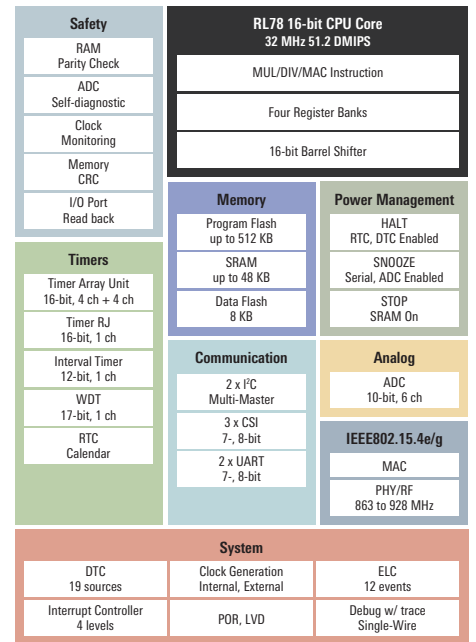 Safety
RAM
Parity Check
ADC
Self-diagnostic
Clock
Monitoring
Memory
CRC
I/O Port
Read back
RL78 16-bit CPU Core
32 MHz 51.2 DMIPS
MUL/DIV/MAC Instruction
Four Register Banks
16-bit Barrel Shifter
Memory
Program Flash
up to 512 KB
SRAM
up to 48 KB
Data Flash
8 KB
Power Management
HALT
RTC, DTC Enabled
SNOOZE
Serial, ADC Enabled
STOP
SRAM On
Timers
Timer Array Unit
16-bit, 4 ch + 4 ch
Timer RJ
16-bit, 1 ch
Interval Timer
12-bit, 1 ch
WDT
17-bit, 1 ch
RTC
Calendar
Communication
2 x I²C
Multi-Master
3 x CSI
7-, 8-bit
2 x UART
7-, 8-bit
Analog
ADC
10-bit, 6 ch
IEEE802.15.4e/g
MAC
PHY/RF
863 to 928 MHz
System
DTC
19 sources
Clock Generation
Internal, External
ELC
12 events
Interrupt Controller
4 levels
POR, LVD
Debug w/ trace
Single-Wire